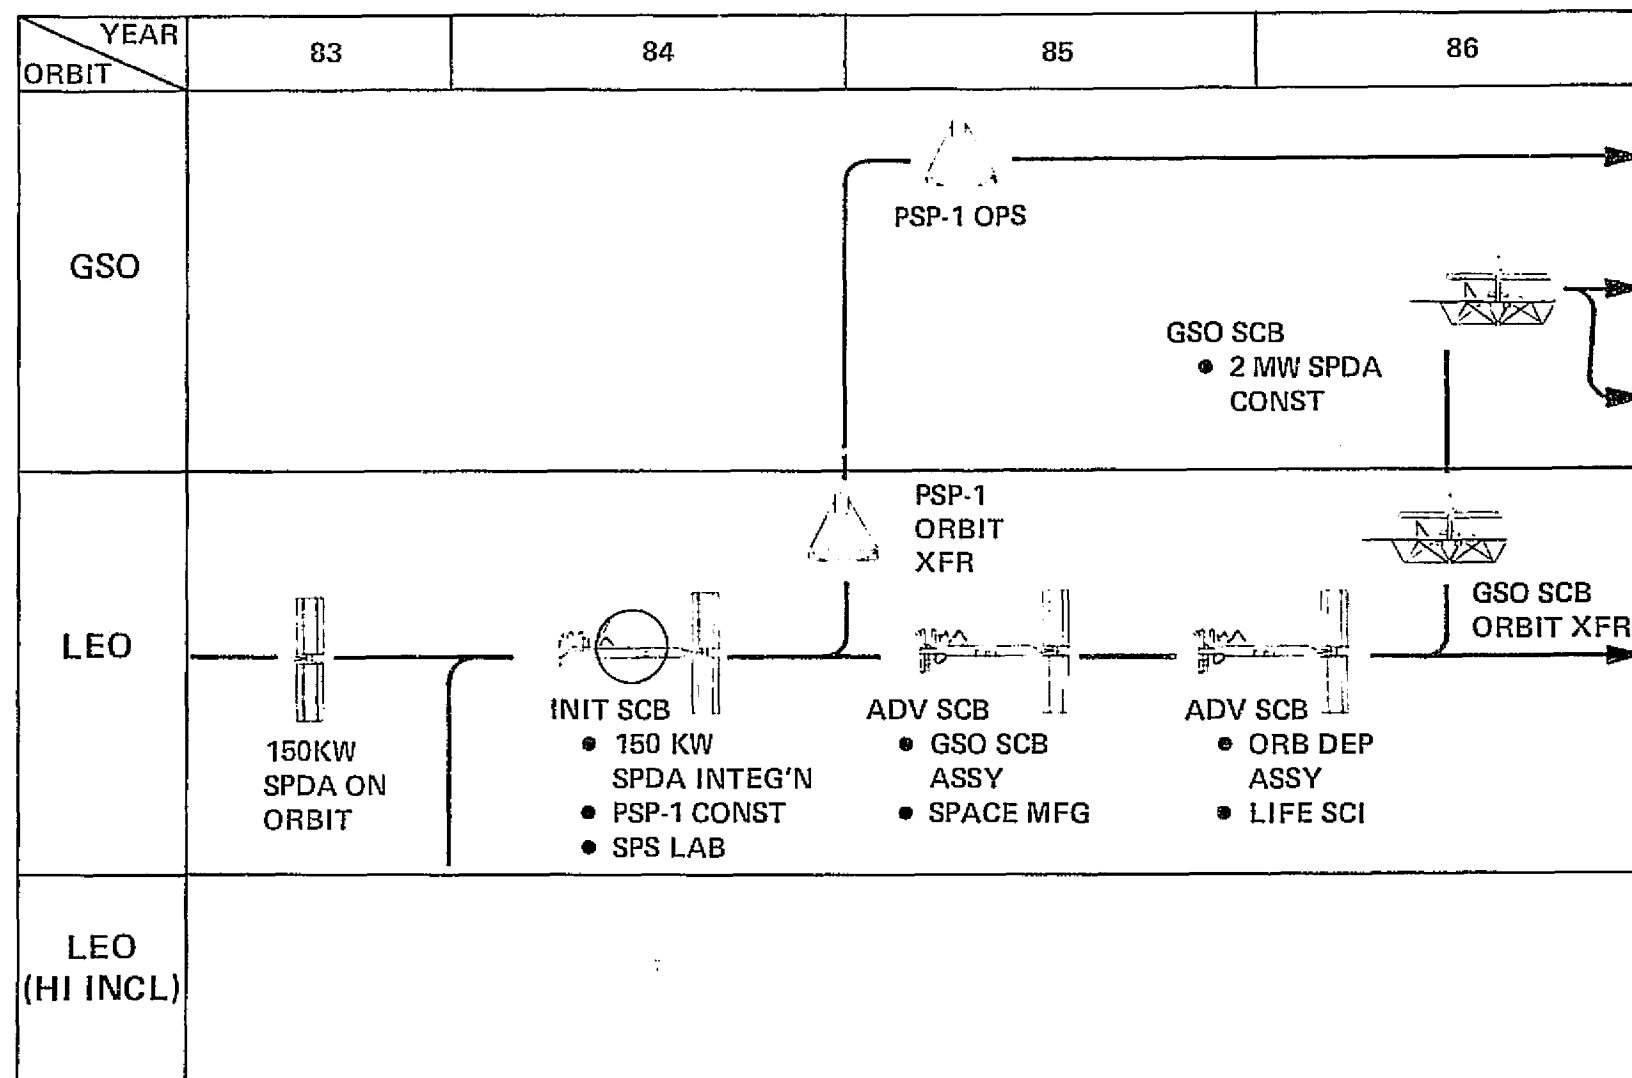 YEAR
ORBIT
83
84
85
86
GSO
PSP-1 OPS
GSO SCB
● 2 MW SPDA
CONST
LEO
PSP-1
ORBIT
XFR
GSO SCB
ORBIT XFR
150KW
SPDA ON
ORBIT
INIT SCB
● 150 KW
SPDA INTEG'N
● PSP-1 CONST
● SPS LAB
ADV SCB
● GSO SCB
ASSY
● SPACE MFG
ADV SCB
● ORB DEP
ASSY
● LIFE SCI
LEO
(HI INCL)